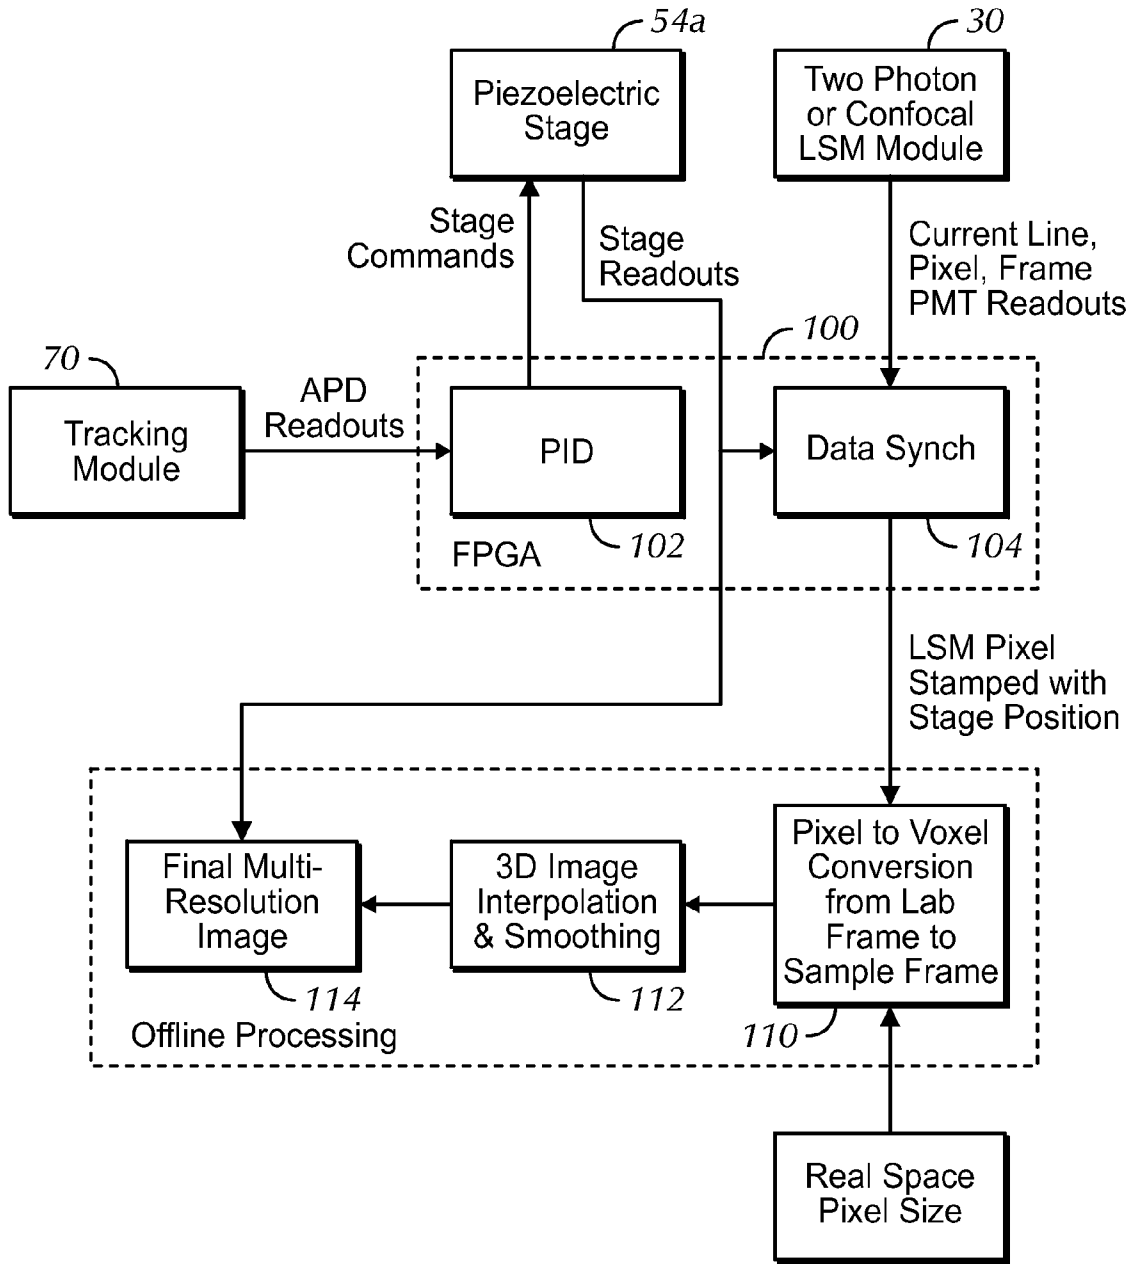 54a
30
Piezoelectric
Stage
Two Photon
or Confocal
LSM Module
Stage
Commands
Stage
Readouts
Current Line,
Pixel, Frame
PMT Readouts
100
70
Tracking
Module
APD
Readouts
PID
Data Synch
FPGA
102
104
LSM Pixel
Stamped with
Stage Position
Final Multi-
Resolution
Image
3D Image
Interpolation
& Smoothing
Pixel to Voxel
Conversion
from Lab
Frame to
Sample Frame
114
112
110
Offline Processing
Real Space
Pixel Size